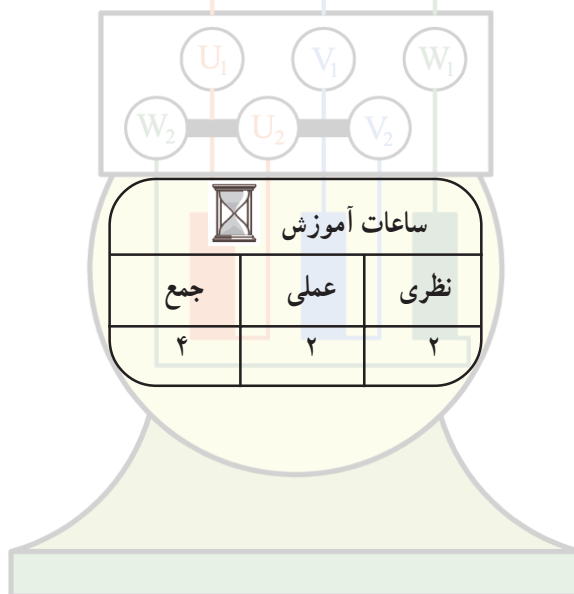 U₁ V₁ W₁
W₂ U₂ V₂
ساعات آموزش
نظری عملی جمع
۲ ۲ ۴